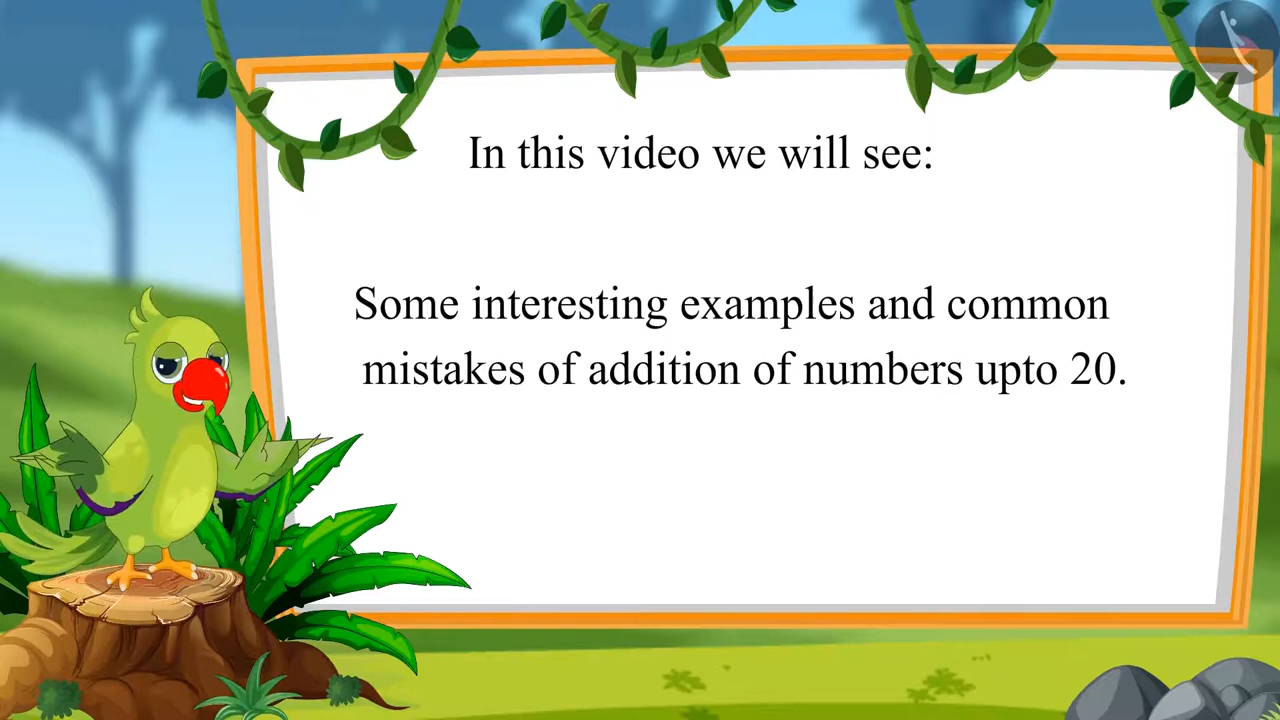 In this video we will see:
Some interesting examples and common
mistakes of addition of numbers upto 20.